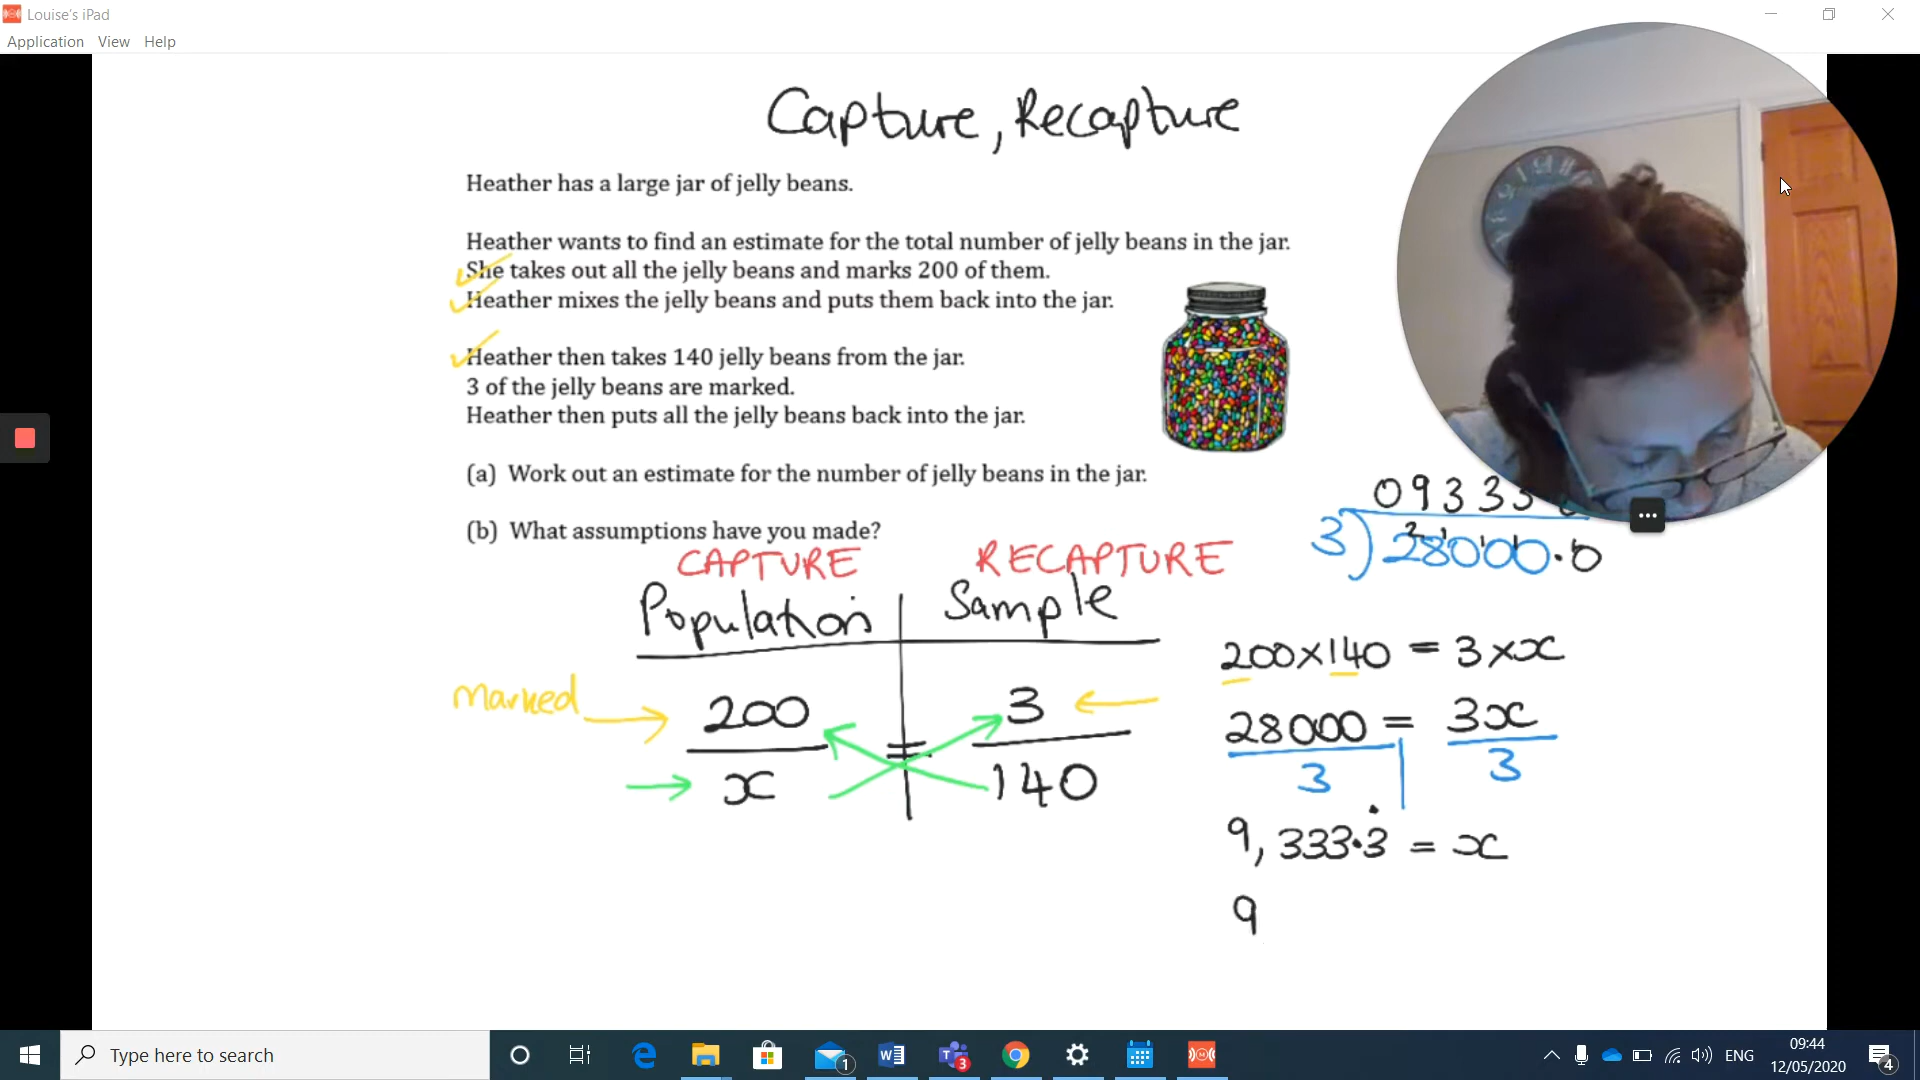 Louise's iPad
Application View Help
Capture, Recapture
Heather has a large jar of jelly beans.
Heather wants to find an estimate for the total number of jelly beans in the jar.
She takes out all the jelly beans and marks 200 of them.
Heather mixes the jelly beans and puts them back into the jar.
Heather then takes 140 jelly beans from the jar.
3 of the jelly beans are marked.
Heather then puts all the jelly beans back into the jar.
(a) Work out an estimate for the number of jelly beans in the jar.
(b) What assumptions have you made?
09333
3 28000.0
CAPTURE RECAPTURE
Population Sample
marked 200 = 3
x 140
200×140 = 3×x
28000 = 3x
3 3
9,333.3̇ = x
9
Type here to search
1
3
ENG
09:44
12/05/2020
4